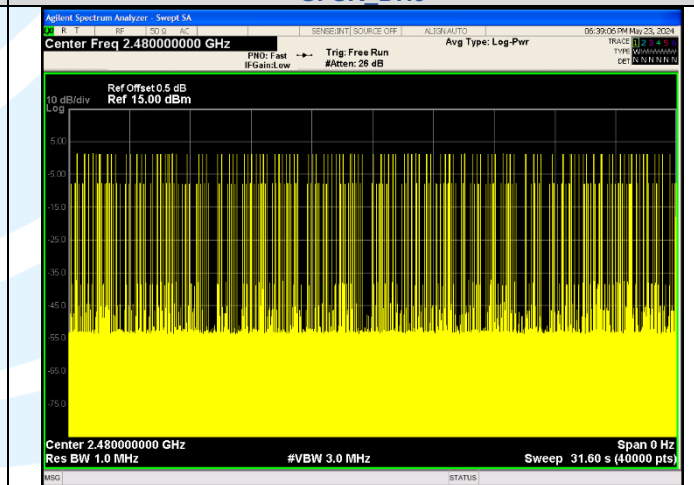 Agilent Spectrum Analyzer - Swept SA
R T RF 50 Ω AC SENSE:INT SOURCE OFF ALIGN AUTO 06:39:06 PM May 23, 2024
Center Freq 2.480000000 GHz
Avg Type: Log-Pwr
TRACE 1 2 3 4 5 6
PNO: Fast Trig: Free Run
TYPE
IFGain:Low #Atten: 26 dB
DET N N N N N N
Ref Offset 0.5 dB
10 dB/div Ref 15.00 dBm
Log
5.00
-5.00
-15.0
-25.0
-35.0
-45.0
-55.0
-65.0
-75.0
Center 2.480000000 GHz Span 0 Hz
Res BW 1.0 MHz #VBW 3.0 MHz Sweep 31.60 s (40000 pts)
MSG STATUS